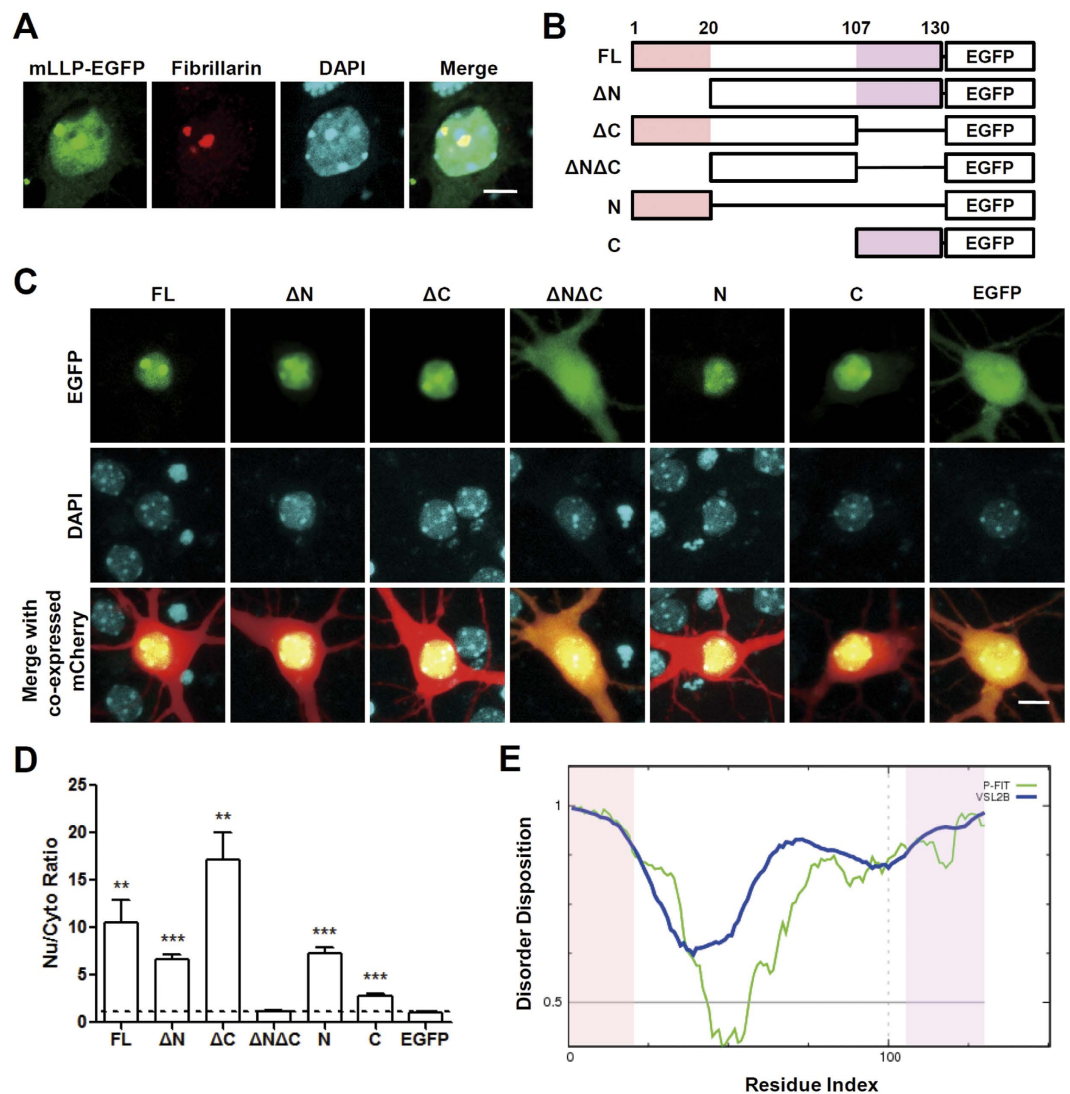 A
mLLP-EGFP Fibrillarin DAPI Merge
B
1 20 107 130
FL EGFP
ΔN EGFP
ΔC EGFP
ΔNΔC EGFP
N EGFP
C EGFP
C
FL ΔN ΔC ΔNΔC N C EGFP
EGFP
DAPI
Merge with
co-expressed
mCherry
D
Nu/Cyto Ratio
25
20
15
10
5
0
** *** ** *** ***
FL ΔN ΔC ΔNΔC N C EGFP
E
Disorder Disposition
P-FIT
VSL2B
1
0.5
0 100
Residue Index